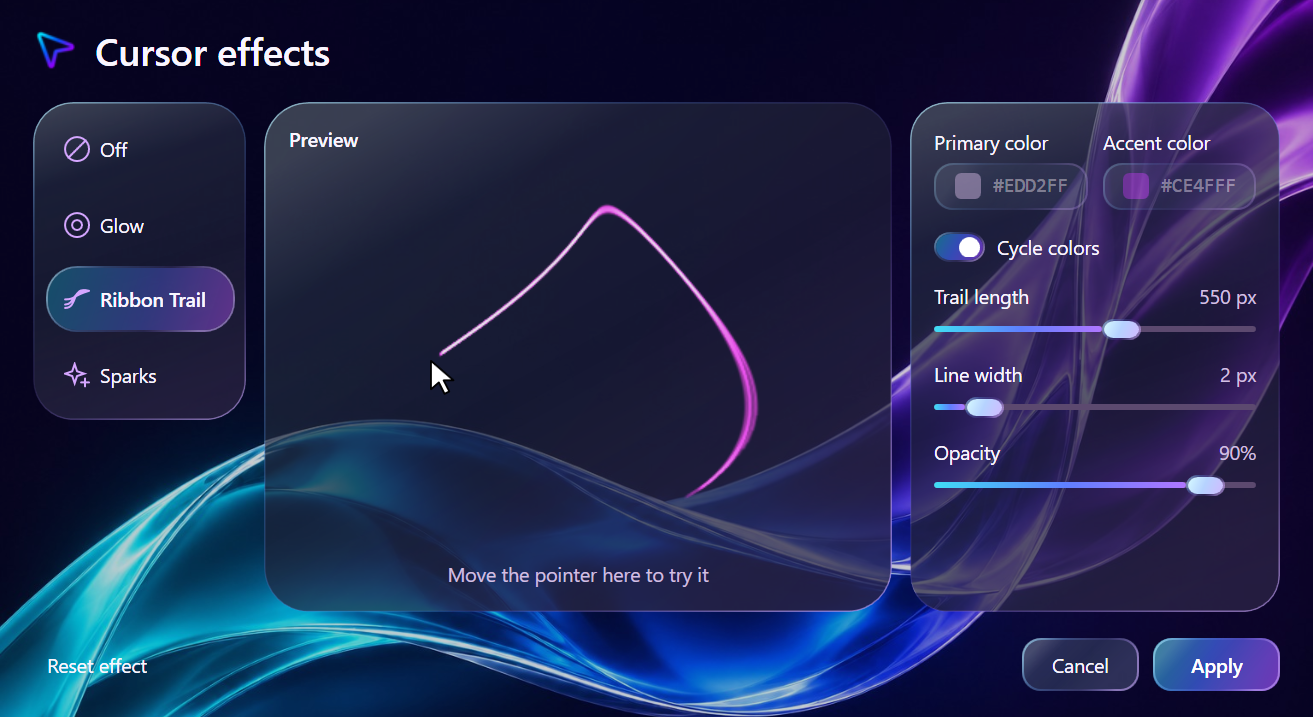 Cursor effects
Off
Glow
Ribbon Trail
Sparks
Preview
Move the pointer here to try it
Primary color
Accent color
#EDD2FF
#CE4FFF
Cycle colors
Trail length
550 px
Line width
2 px
Opacity
90%
Reset effect
Cancel
Apply